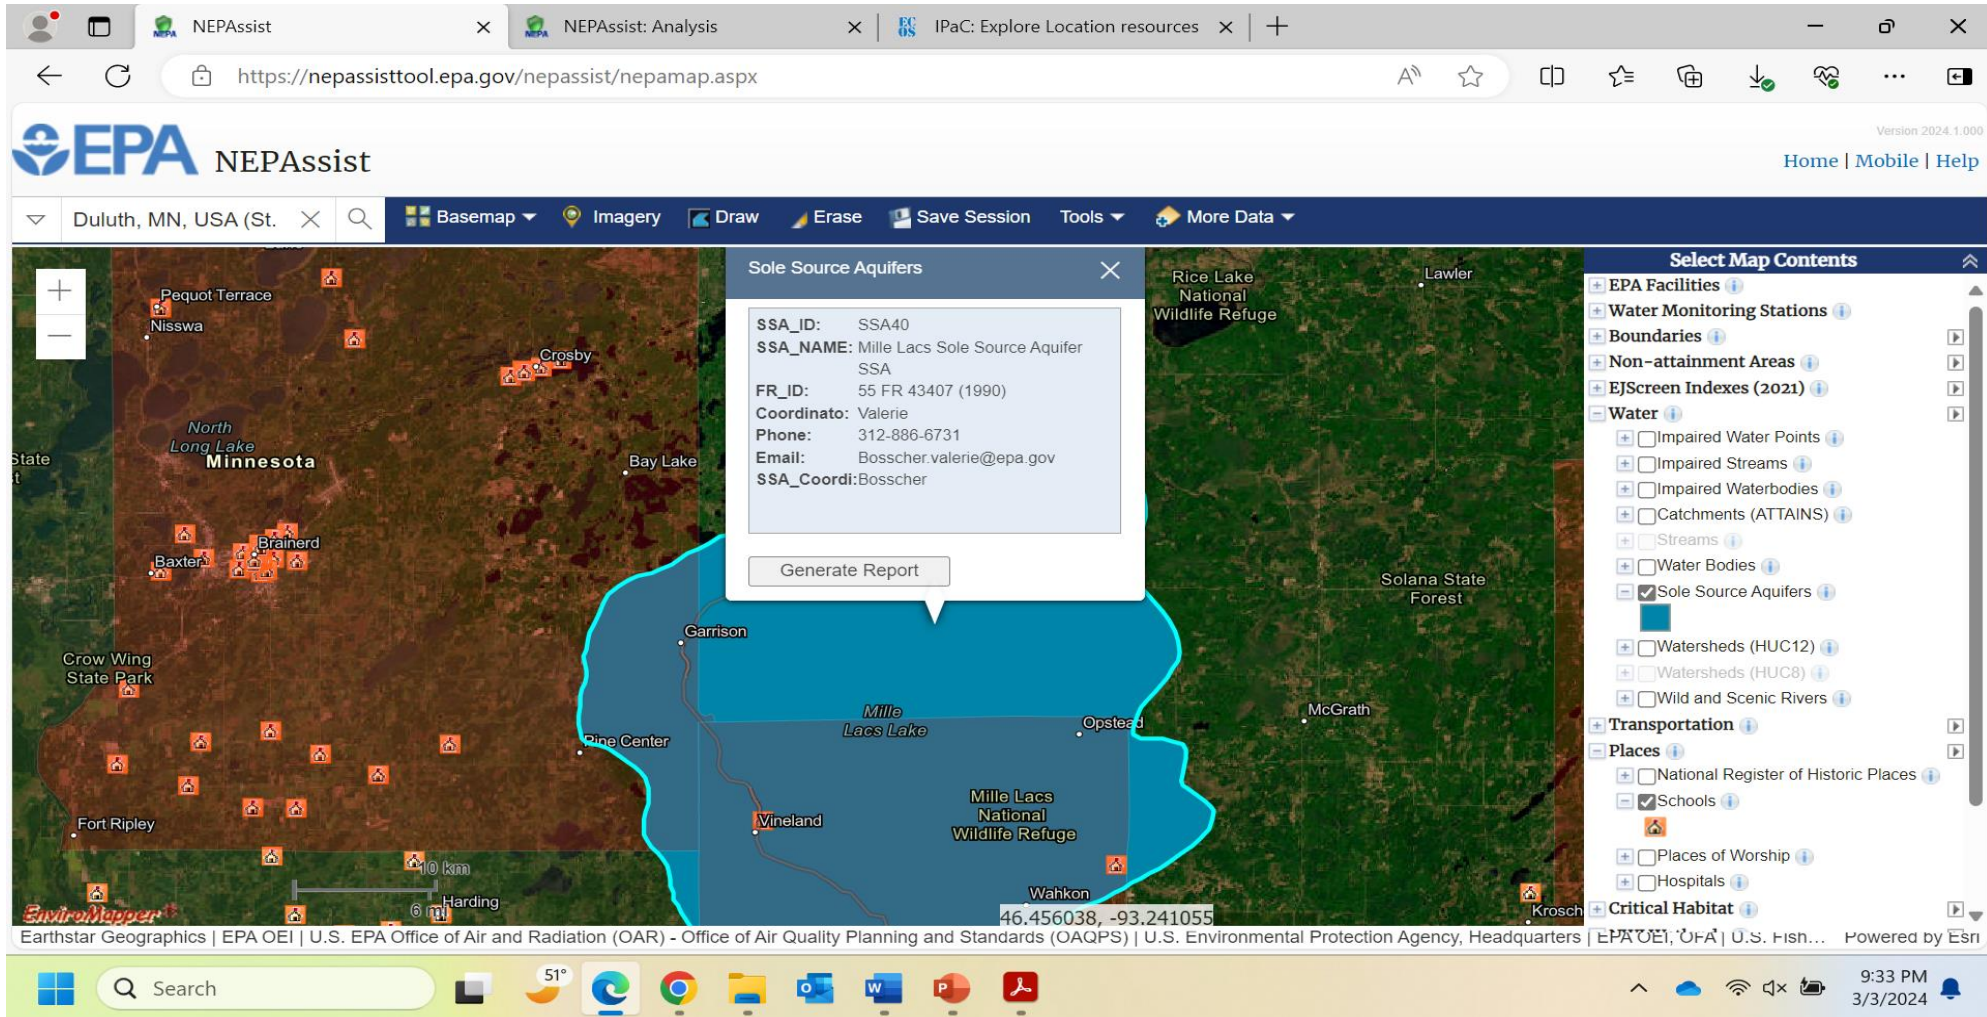 NEPAssist
NEPAssist: Analysis
IPaC: Explore Location resources
https://nepassisttool.epa.gov/nepassist/nepamap.aspx
EPA NEPAssist
Version 2024.1.000
Home | Mobile | Help
Duluth, MN, USA (St.
Basemap
Imagery
Draw
Erase
Save Session
Tools
More Data
Pequot Terrace
Nisswa
Crosby
North
Long Lake
Minnesota
State
Bay Lake
Brainerd
Baxter
Garrison
Crow Wing
State Park
Pine Center
Mille
Lacs Lake
Opstead
Mille Lacs
National
Wildlife Refuge
Vineland
Fort Ripley
Wahkon
Harding
10 km
EnviroMapper
46.456038, -93.241055
Rice Lake
National
Wildlife Refuge
Lawler
Solana State
Forest
McGrath
Krosch
Sole Source Aquifers
SSA_ID: SSA40
SSA_NAME: Mille Lacs Sole Source Aquifer
SSA
FR_ID: 55 FR 43407 (1990)
Coordinato: Valerie
Phone: 312-886-6731
Email: Bosscher.valerie@epa.gov
SSA_Coordi: Bosscher
Generate Report
Select Map Contents
EPA Facilities
Water Monitoring Stations
Boundaries
Non-attainment Areas
EJScreen Indexes (2021)
Water
Impaired Water Points
Impaired Streams
Impaired Waterbodies
Catchments (ATTAINS)
Streams
Water Bodies
Sole Source Aquifers
Watersheds (HUC12)
Watersheds (HUC8)
Wild and Scenic Rivers
Transportation
Places
National Register of Historic Places
Schools
Places of Worship
Hospitals
Critical Habitat
Earthstar Geographics | EPA OEI | U.S. EPA Office of Air and Radiation (OAR) - Office of Air Quality Planning and Standards (OAQPS) | U.S. Environmental Protection Agency, Headquarters | EPA OEI, OFA | U.S. Fish... Powered by Esri
51°
Search
9:33 PM
3/3/2024